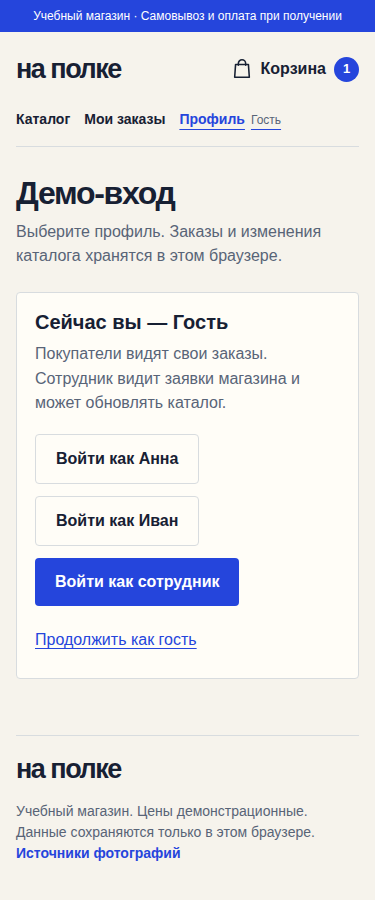 Учебный магазин · Самовывоз и оплата при получении
на полке
Корзина 1
Каталог Мои заказы Профиль Гость
Демо-вход
Выберите профиль. Заказы и изменения
каталога хранятся в этом браузере.
Сейчас вы — Гость
Покупатели видят свои заказы.
Сотрудник видит заявки магазина и
может обновлять каталог.
Войти как Анна
Войти как Иван
Войти как сотрудник
Продолжить как гость
на полке
Учебный магазин. Цены демонстрационные.
Данные сохраняются только в этом браузере.
Источники фотографий